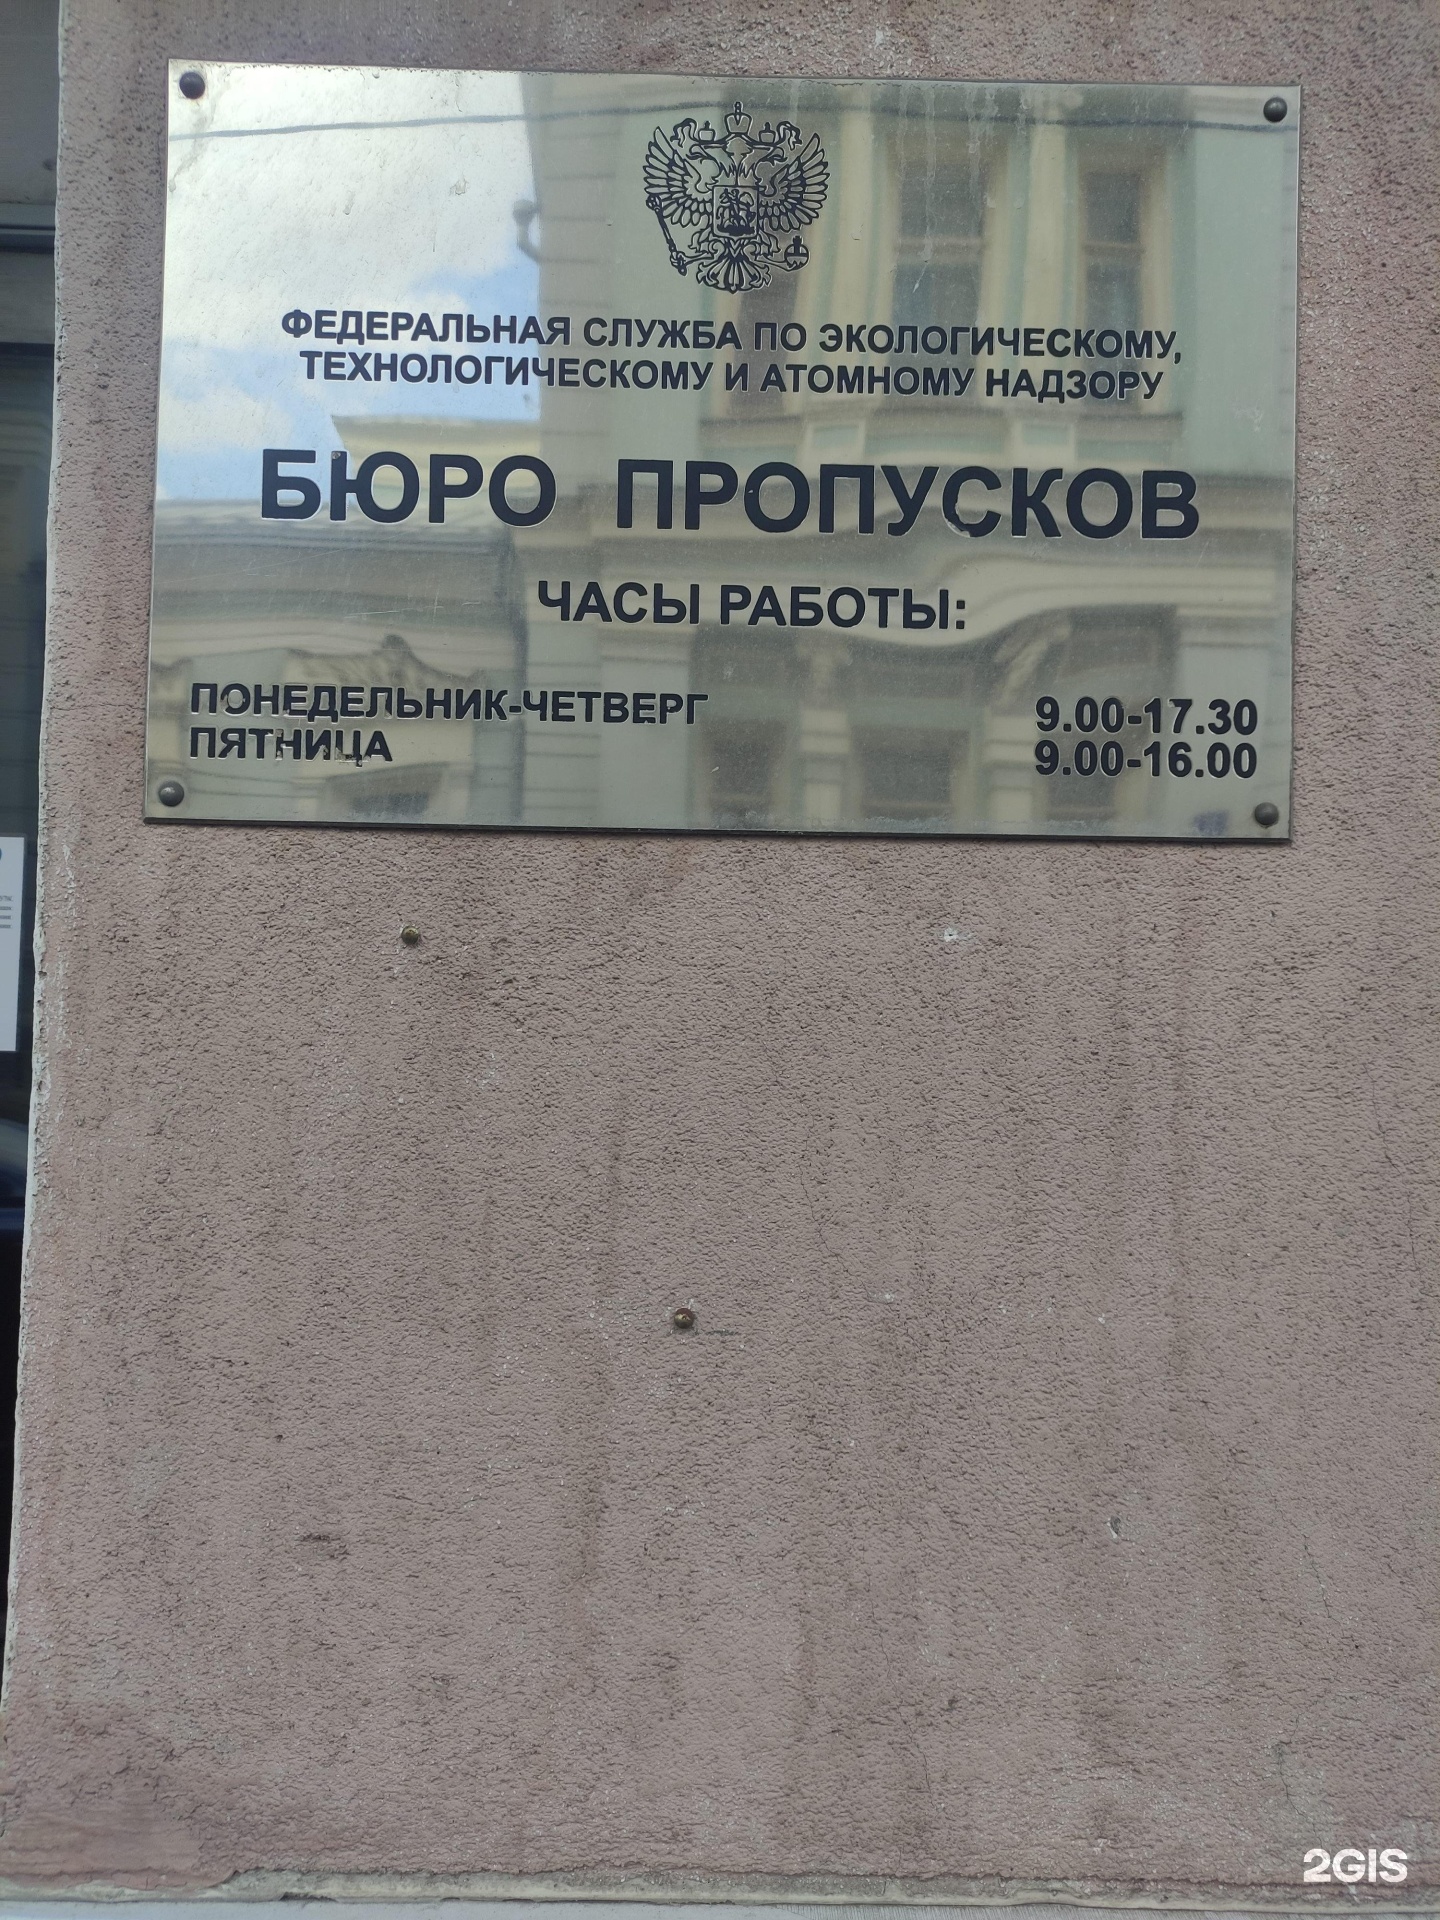 ФЕДЕРАЛЬНАЯ СЛУЖБА ПО ЭКОЛОГИЧЕСКОМУ,
ТЕХНОЛОГИЧЕСКОМУ И АТОМНОМУ НАДЗОРУ
БЮРО ПРОПУСКОВ
ЧАСЫ РАБОТЫ:
ПОНЕДЕЛЬНИК-ЧЕТВЕРГ 9.00-17.30
ПЯТНИЦА 9.00-16.00
2GIS